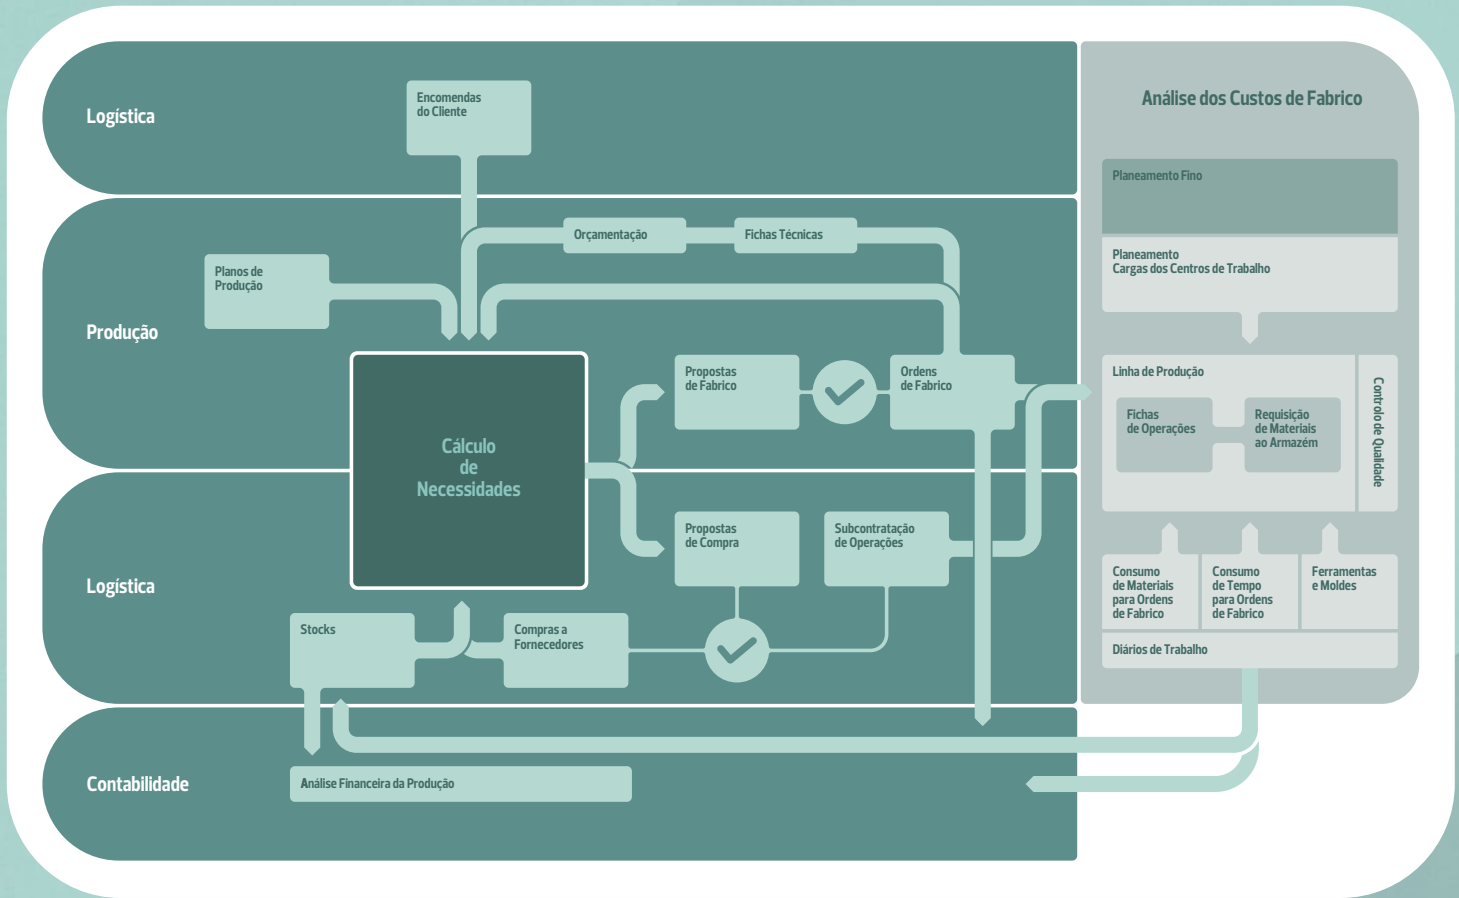 Logística
Encomendas
do Cliente
Análise dos Custos de Fabrico
Planeamento Fino
Planeamento
Cargas dos Centros de Trabalho
Produção
Orçamentação
Fichas Técnicas
Planos de
Produção
Cálculo
de
Necessidades
Propostas
de Fabrico
Ordens
de Fabrico
Linha de Produção
Fichas
de Operações
Requisição
de Materiais
ao Armazém
Controlo de Qualidade
Logística
Propostas
de Compra
Subcontratação
de Operações
Stocks
Compras a
Fornecedores
Consumo
de Materiais
para Ordens
de Fabrico
Consumo
de Tempo
para Ordens
de Fabrico
Ferramentas
e Moldes
Diários de Trabalho
Contabilidade
Análise Financeira da Produção